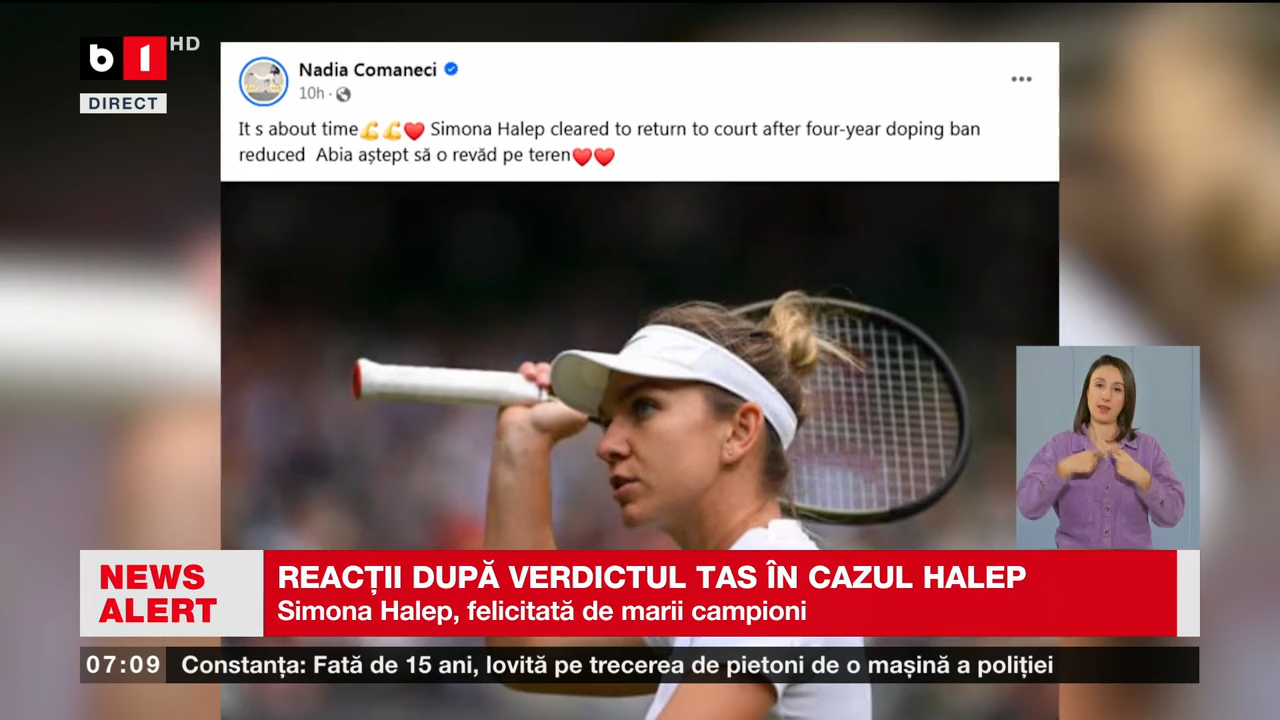 b1 HD
DIRECT
Nadia Comaneci
10h ·
It s about time💪💪❤️ Simona Halep cleared to return to court after four-year doping ban
reduced Abia aștept să o revăd pe teren❤️❤️
NEWS
ALERT
REACȚII DUPĂ VERDICTUL TAS ÎN CAZUL HALEP
Simona Halep, felicitată de marii campioni
07:09 Constanța: Fată de 15 ani, lovită pe trecerea de pietoni de o mașină a poliției